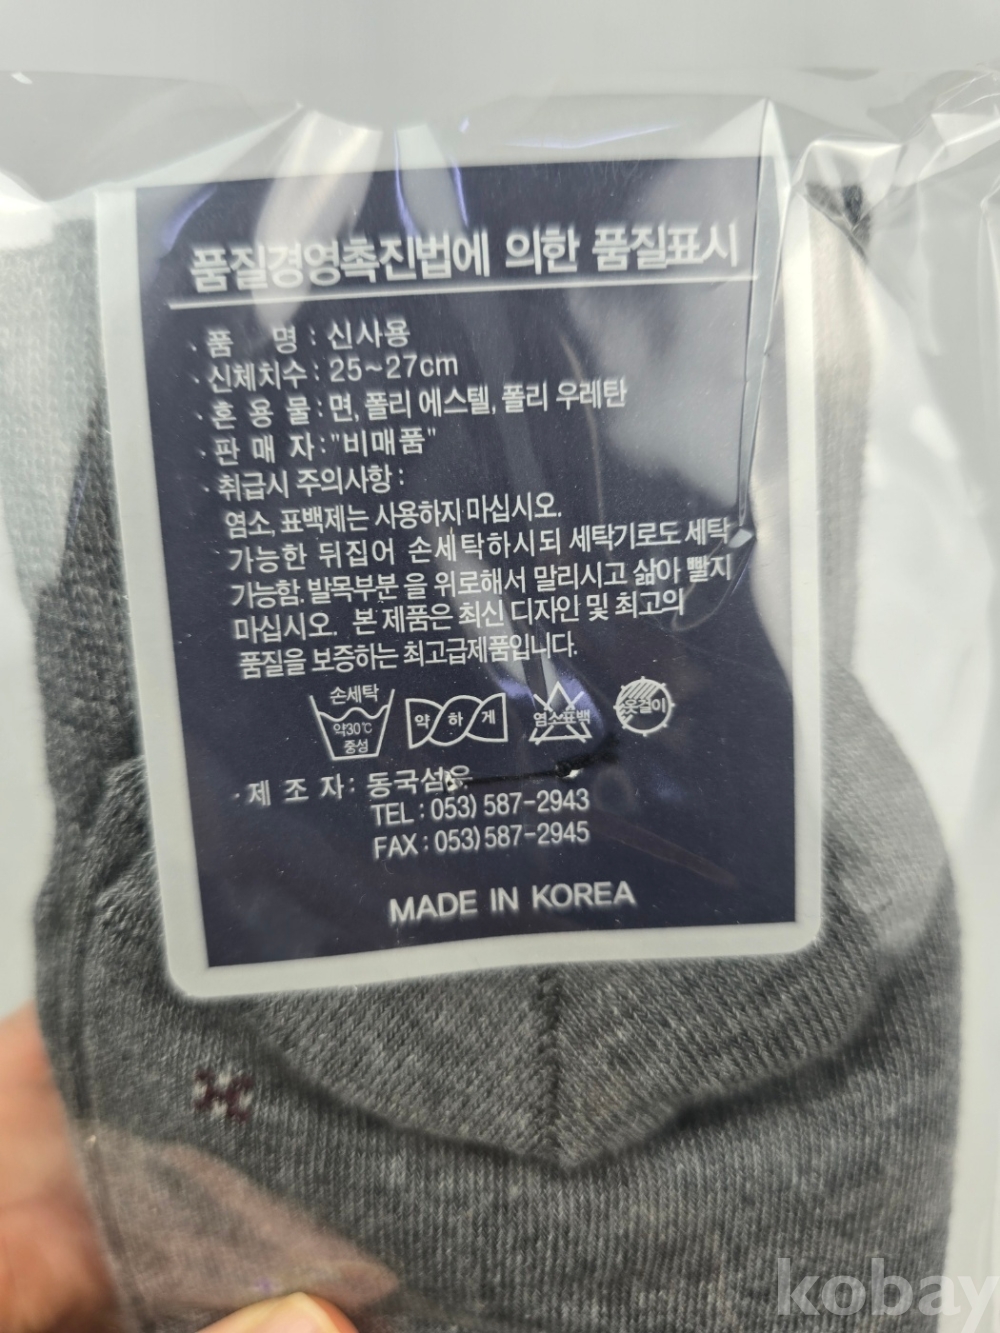 품질경영촉진법에 의한 품질표시
· 품 명 : 신사용
· 신체치수 : 25~27cm
· 혼 용 물 : 면, 폴리 에스텔, 폴리 우레탄
· 판 매 자 : "비매품"
· 취급시 주의사항 :
염소, 표백제는 사용하지 마십시오.
가능한 뒤집어 손세탁하시되 세탁기로도 세탁
가능함. 발목부분을 위로해서 말리시고 삶아 빨지
마십시오. 본 제품은 최신 디자인 및 최고의
품질을 보증하는 최고급제품입니다.
손세탁
약30℃
중성
약 하 게
염소표백
옷걸이
· 제 조 자 : 동국섬유
TEL : 053) 587-2943
FAX : 053) 587-2945
MADE IN KOREA
kobay